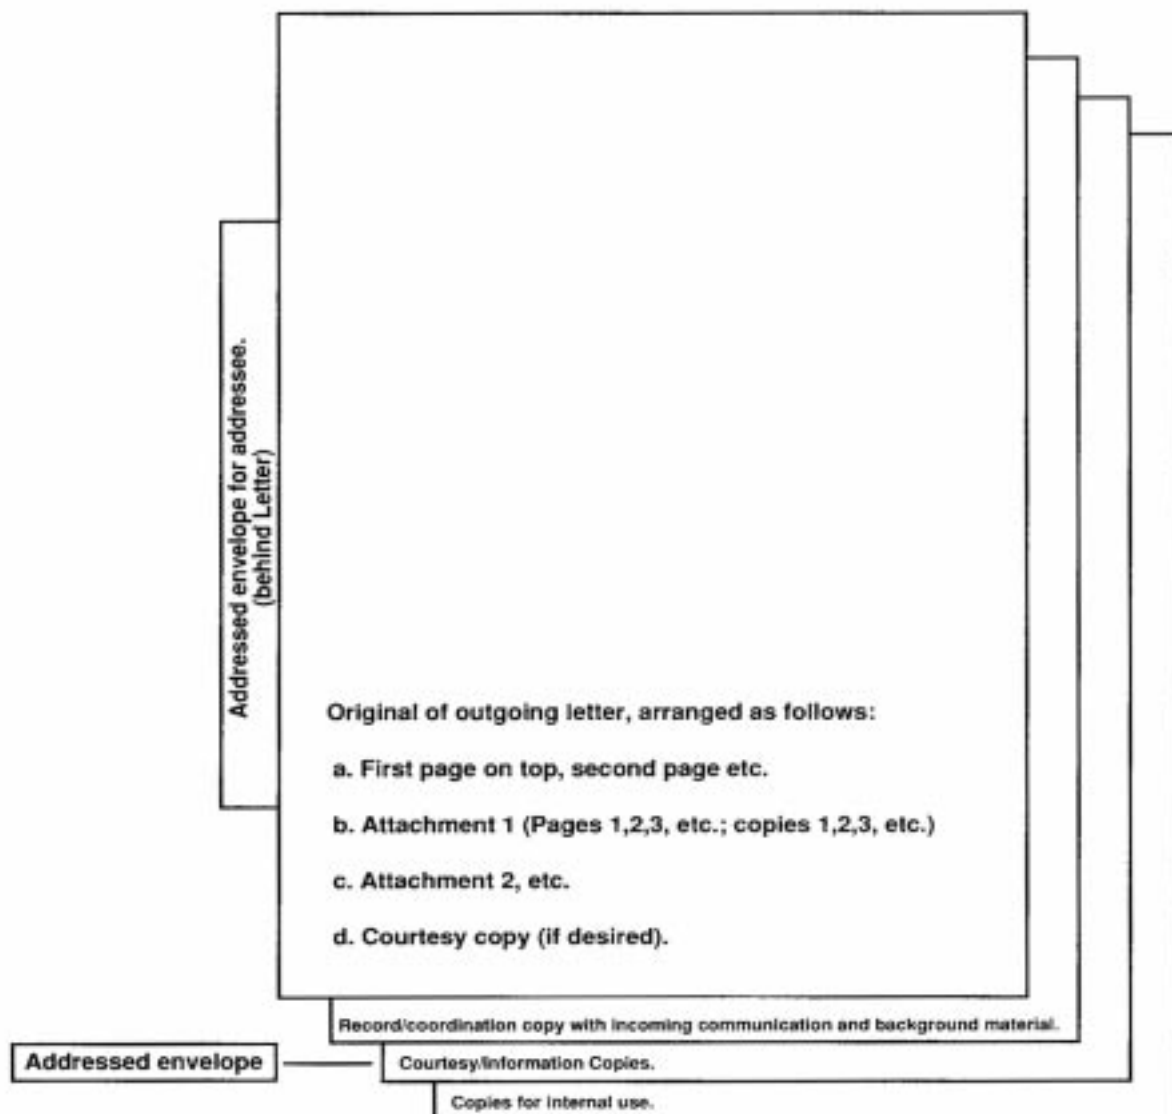 Addressed envelope for addressee.
(behind Letter)
Original of outgoing letter, arranged as follows:
a. First page on top, second page etc.
b. Attachment 1 (Pages 1,2,3, etc.; copies 1,2,3, etc.)
c. Attachment 2, etc.
d. Courtesy copy (if desired).
Record/coordination copy with incoming communication and background material.
Addressed envelope
Courtesy/Information Copies.
Copies for internal use.